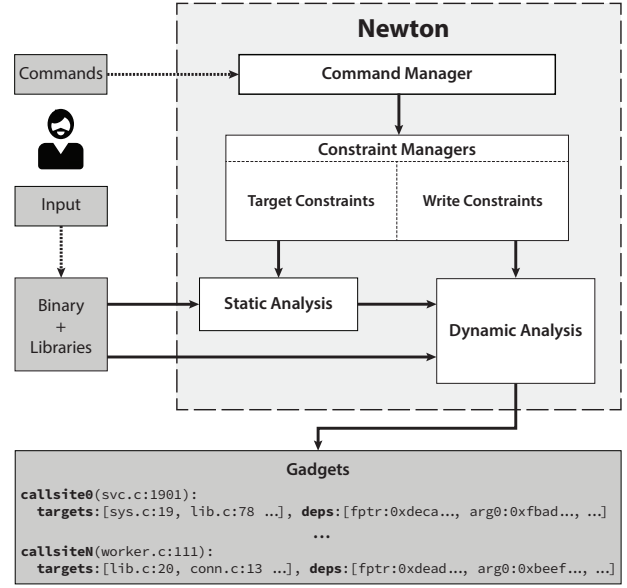 Newton
Commands
Command Manager
Constraint Managers
Target Constraints
Write Constraints
Input
Binary
+
Libraries
Static Analysis
Dynamic Analysis
Gadgets
callsite0(svc.c:1901):
targets:[sys.c:19, lib.c:78 …], deps:[fptr:0xdeca…, arg0:0xfbad…, …]
…
callsiteN(worker.c:111):
targets:[lib.c:20, conn.c:13 …], deps:[fptr:0xdead…, arg0:0xbeef…, …]